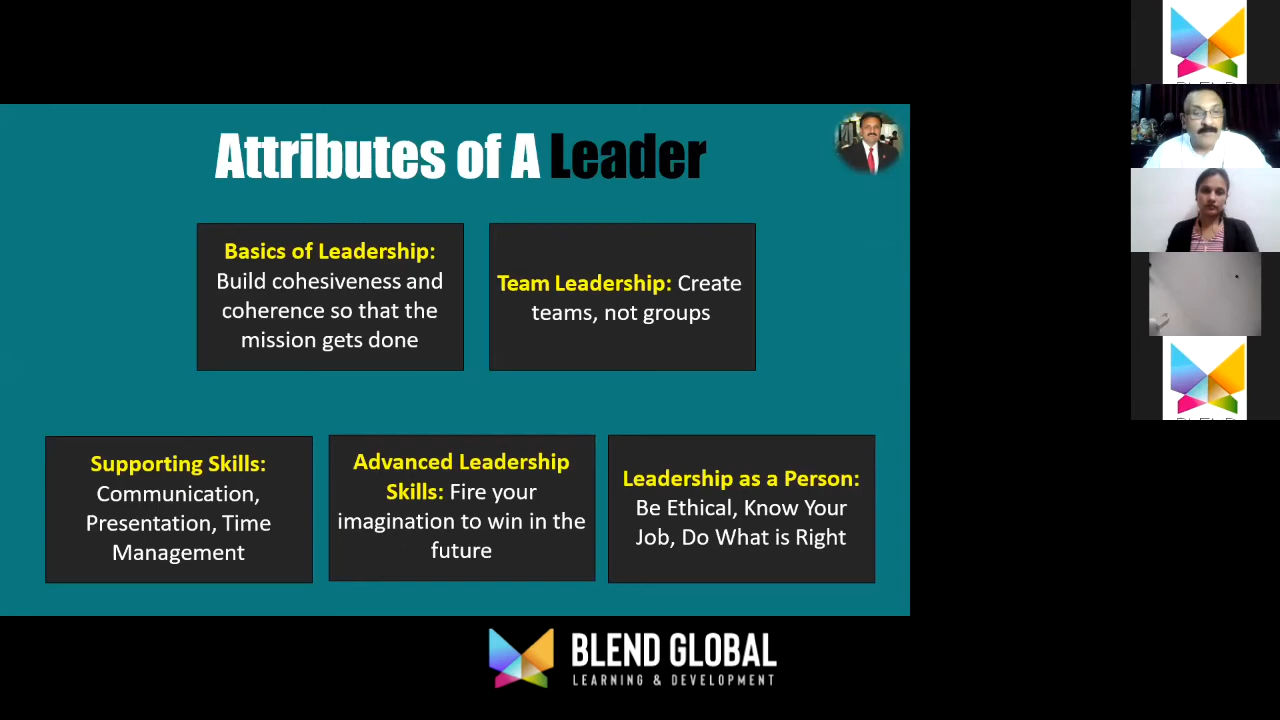 Attributes of A Leader
Basics of Leadership:
Build cohesiveness and
coherence so that the
mission gets done
Team Leadership: Create
teams, not groups
Supporting Skills:
Communication,
Presentation, Time
Management
Advanced Leadership
Skills: Fire your
imagination to win in the
future
Leadership as a Person:
Be Ethical, Know Your
Job, Do What is Right
BLEND GLOBAL
LEARNING & DEVELOPMENT